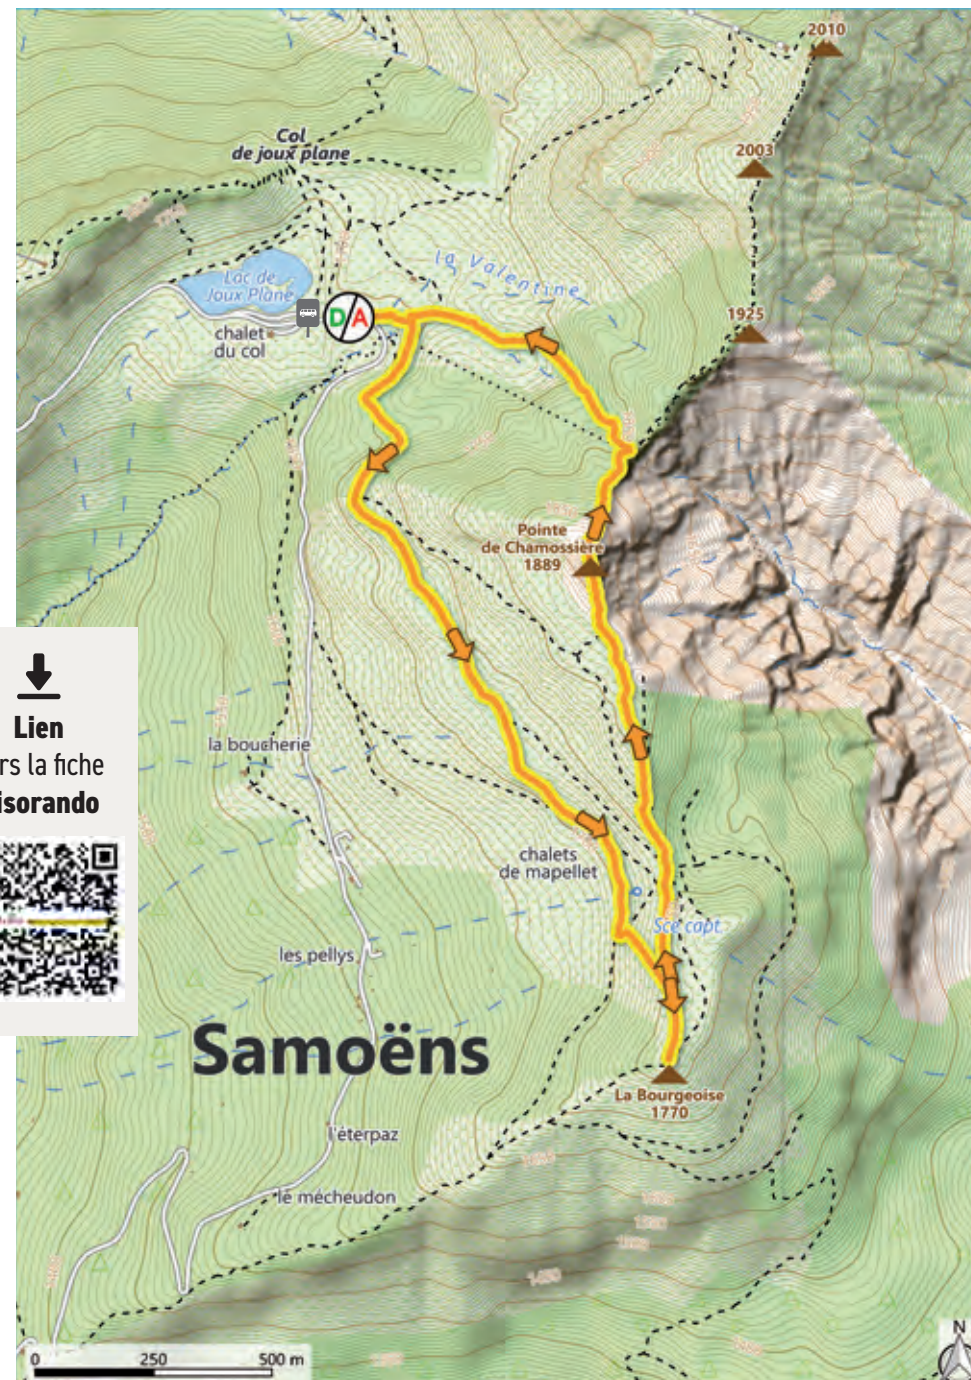 2010
Col
de joux plane
2003
la Valentine
Lac de
Joux Plane
D/A
1925
chalet
du col
Pointe
de Chamossière
1889
Lien
rs la fiche
isorando
la boucherie
chalets
de mapellet
Sce capt
les pellys
Samoëns
La Bourgeoise
1770
l'éterpaz
le mécheudon
N
0 250 500 m